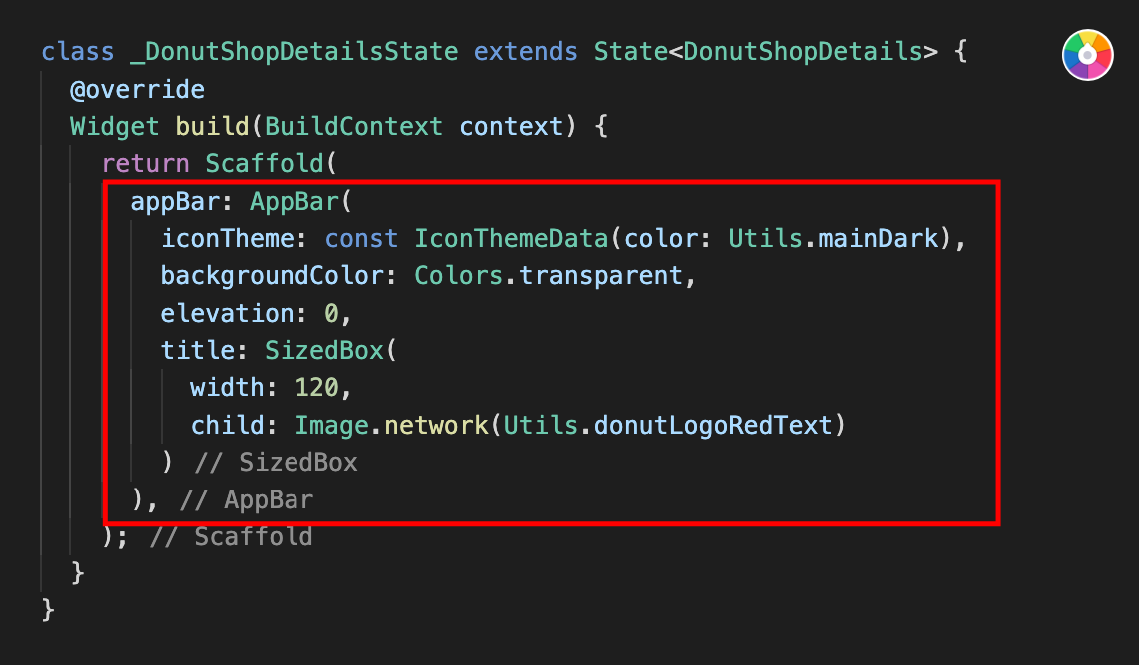 class _DonutShopDetailsState extends State<DonutShopDetails> {
@override
Widget build(BuildContext context) {
return Scaffold(
appBar: AppBar(
iconTheme: const IconThemeData(color: Utils.mainDark),
backgroundColor: Colors.transparent,
elevation: 0,
title: SizedBox(
width: 120,
child: Image.network(Utils.donutLogoRedText)
) // SizedBox
), // AppBar
); // Scaffold
}
}